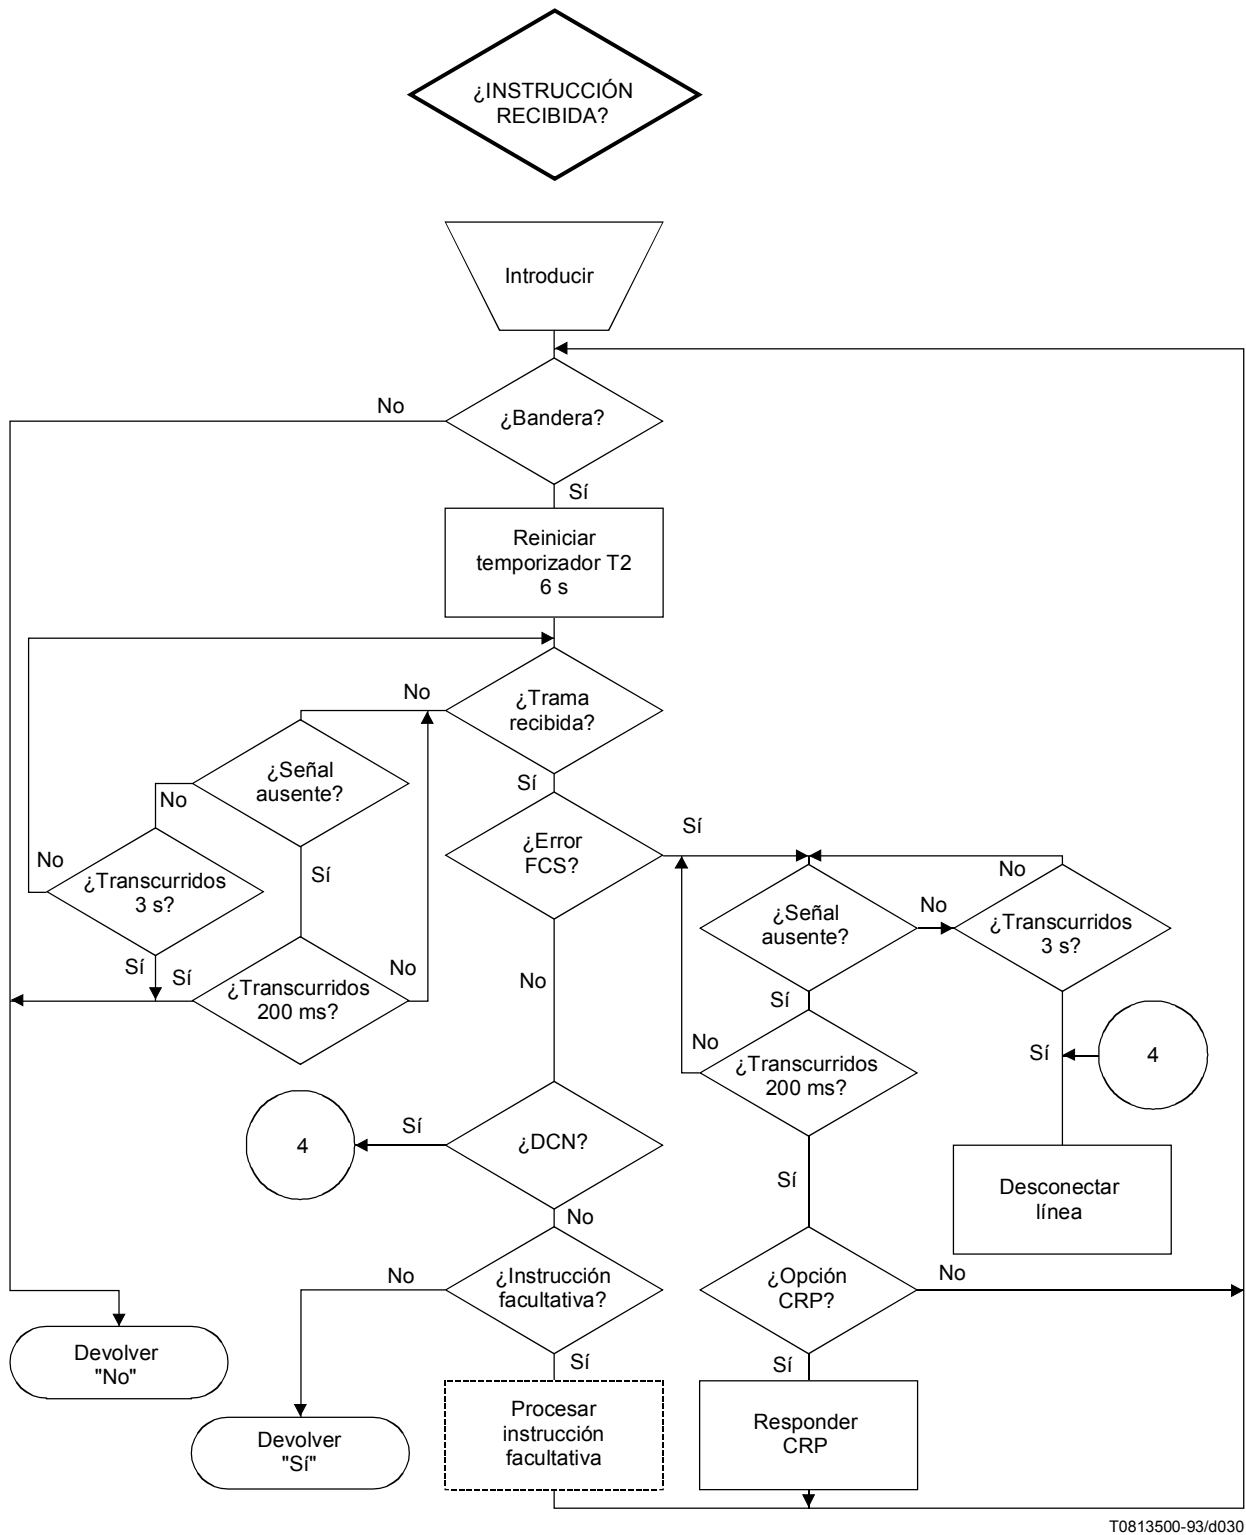 ¿INSTRUCCIÓN
RECIBIDA?
Introducir
No
¿Bandera?
Sí
Reiniciar
temporizador T2
6 s
No
¿Trama
recibida?
Sí
¿Señal
ausente?
No
Sí
No
¿Transcurridos
3 s?
Sí
Sí
¿Transcurridos
200 ms?
No
¿Error
FCS?
Sí
No
¿Señal
ausente?
No
Sí
No
¿Transcurridos
3 s?
Sí
4
No
¿Transcurridos
200 ms?
Sí
Desconectar
línea
4
Sí
¿DCN?
No
No
¿Instrucción
facultativa?
Sí
¿Opción
CRP?
No
Sí
Devolver
"No"
Devolver
"Sí"
Procesar
instrucción
facultativa
Responder
CRP
T0813500-93/d030